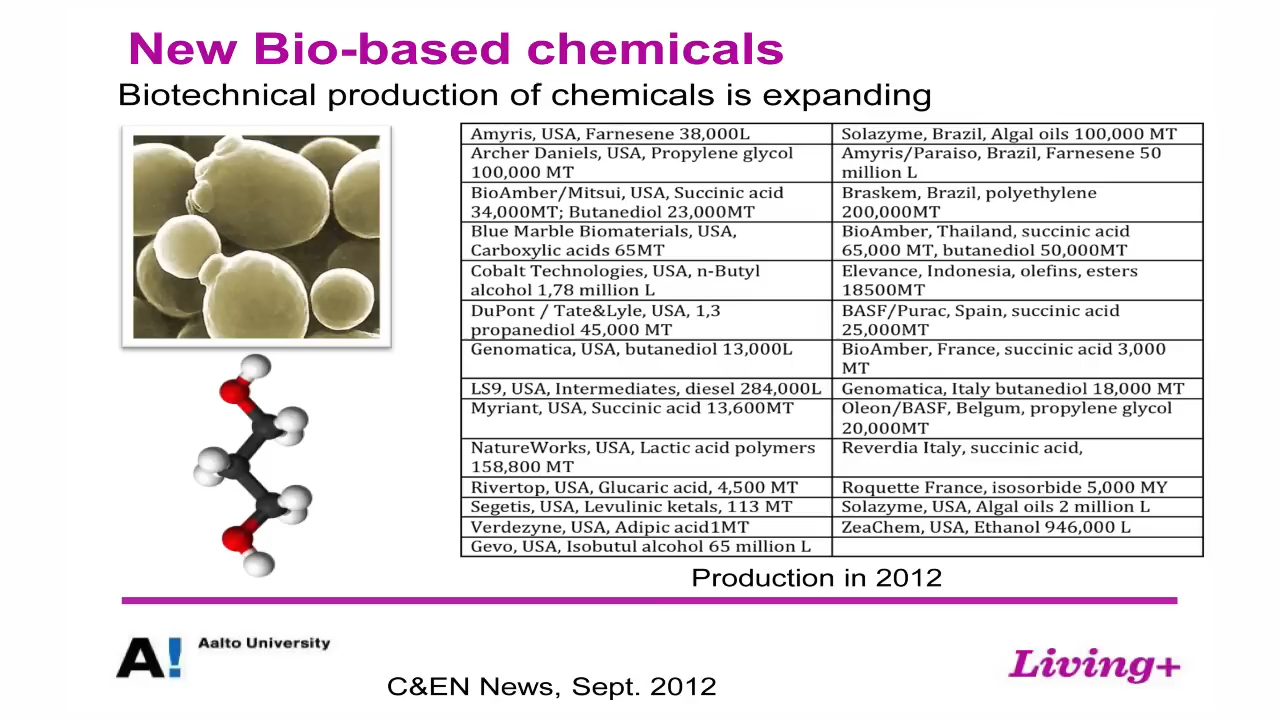 New Bio-based chemicals
Biotechnical production of chemicals is expanding
Amyris, USA, Farnesene 38,000L
Archer Daniels, USA, Propylene glycol
100,000 MT
BioAmber/Mitsui, USA, Succinic acid
34,000MT; Butanediol 23,000MT
Blue Marble Biomaterials, USA,
Carboxylic acids 65MT
Cobalt Technologies, USA, n-Butyl
alcohol 1,78 million L
DuPont / Tate&Lyle, USA, 1,3
propanediol 45,000 MT
Genomatica, USA, butanediol 13,000L
LS9, USA, Intermediates, diesel 284,000L
Myriant, USA, Succinic acid 13,600MT
NatureWorks, USA, Lactic acid polymers
158,800 MT
Rivertop, USA, Glucaric acid, 4,500 MT
Segetis, USA, Levulinic ketals, 113 MT
Verdezyne, USA, Adipic acid1MT
Gevo, USA, Isobutul alcohol 65 million L
Solazyme, Brazil, Algal oils 100,000 MT
Amyris/Paraiso, Brazil, Farnesene 50
million L
Braskem, Brazil, polyethylene
200,000MT
BioAmber, Thailand, succinic acid
65,000 MT, butanediol 50,000MT
Elevance, Indonesia, olefins, esters
18500MT
BASF/Purac, Spain, succinic acid
25,000MT
BioAmber, France, succinic acid 3,000
MT
Genomatica, Italy butanediol 18,000 MT
Oleon/BASF, Belgum, propylene glycol
20,000MT
Reverdia Italy, succinic acid,
Roquette France, isosorbide 5,000 MY
Solazyme, USA, Algal oils 2 million L
ZeaChem, USA, Ethanol 946,000 L
Production in 2012
A! Aalto University
Living+
C&EN News, Sept. 2012